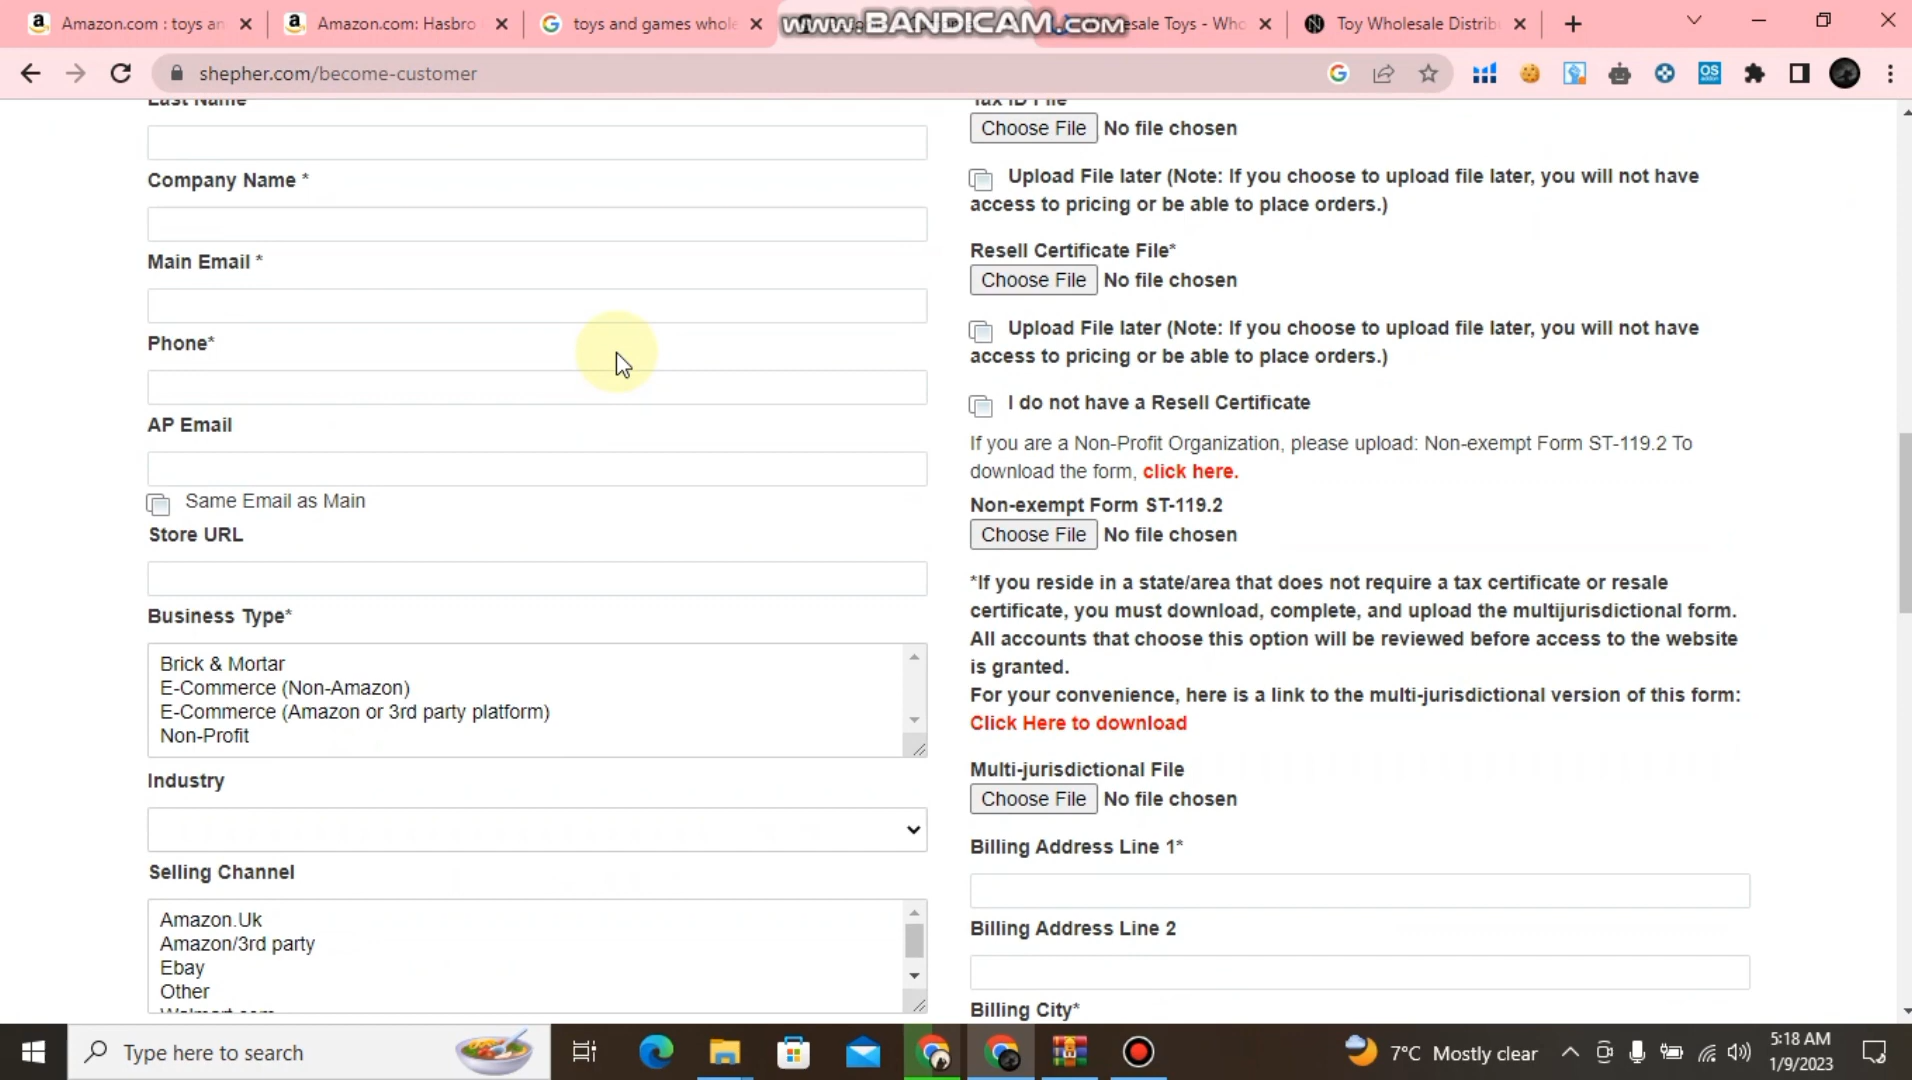 Amazon.com : toys an
Amazon.com: Hasbro
toys and games whole
www.BANDICAM.com
esale Toys - Who
Toy Wholesale Distrib
shepher.com/become-customer
OS
addon
Last Name
Company Name *
Main Email *
Phone*
AP Email
Same Email as Main
Store URL
Business Type*
Brick & Mortar
E-Commerce (Non-Amazon)
E-Commerce (Amazon or 3rd party platform)
Non-Profit
Industry
Selling Channel
Amazon.Uk
Amazon/3rd party
Ebay
Other
Walmart.com
Tax ID File
Choose File No file chosen
Upload File later (Note: If you choose to upload file later, you will not have
access to pricing or be able to place orders.)
Resell Certificate File*
Choose File No file chosen
Upload File later (Note: If you choose to upload file later, you will not have
access to pricing or be able to place orders.)
I do not have a Resell Certificate
If you are a Non-Profit Organization, please upload: Non-exempt Form ST-119.2 To
download the form, click here.
Non-exempt Form ST-119.2
Choose File No file chosen
*If you reside in a state/area that does not require a tax certificate or resale
certificate, you must download, complete, and upload the multijurisdictional form.
All accounts that choose this option will be reviewed before access to the website
is granted.
For your convenience, here is a link to the multi-jurisdictional version of this form:
Click Here to download
Multi-jurisdictional File
Choose File No file chosen
Billing Address Line 1*
Billing Address Line 2
Billing City*
Type here to search
7°C Mostly clear
5:18 AM
1/9/2023